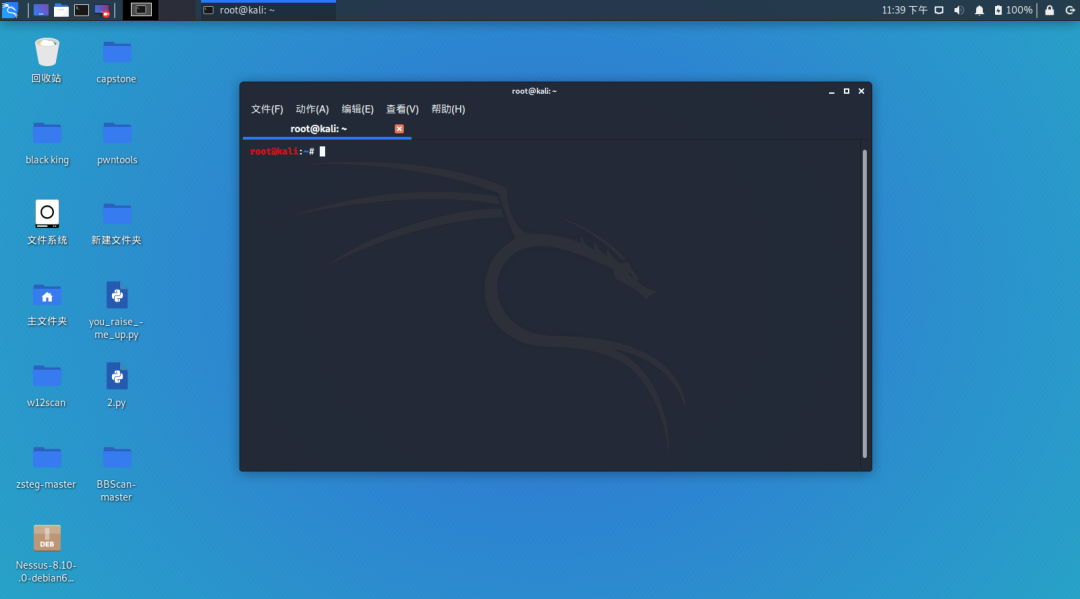 root@kali: ~
11:39 下午
100%
回收站
capstone
black king
pwntools
文件系统
新建文件夹
主文件夹
you_raise_-
me_up.py
w12scan
2.py
zsteg-master
BBScan-
master
DEB
Nessus-8.10-
.0-debian6...
root@kali: ~
文件(F) 动作(A) 编辑(E) 查看(V) 帮助(H)
root@kali: ~
root@kali:~#